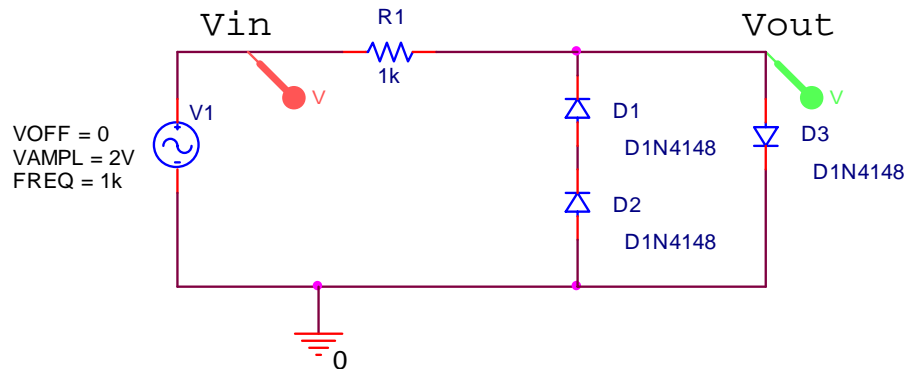 Vin
R1
Vout
1k
V
V
V1
VOFF = 0
VAMPL = 2V
FREQ = 1k
D1
D1N4148
D3
D1N4148
D2
D1N4148
0